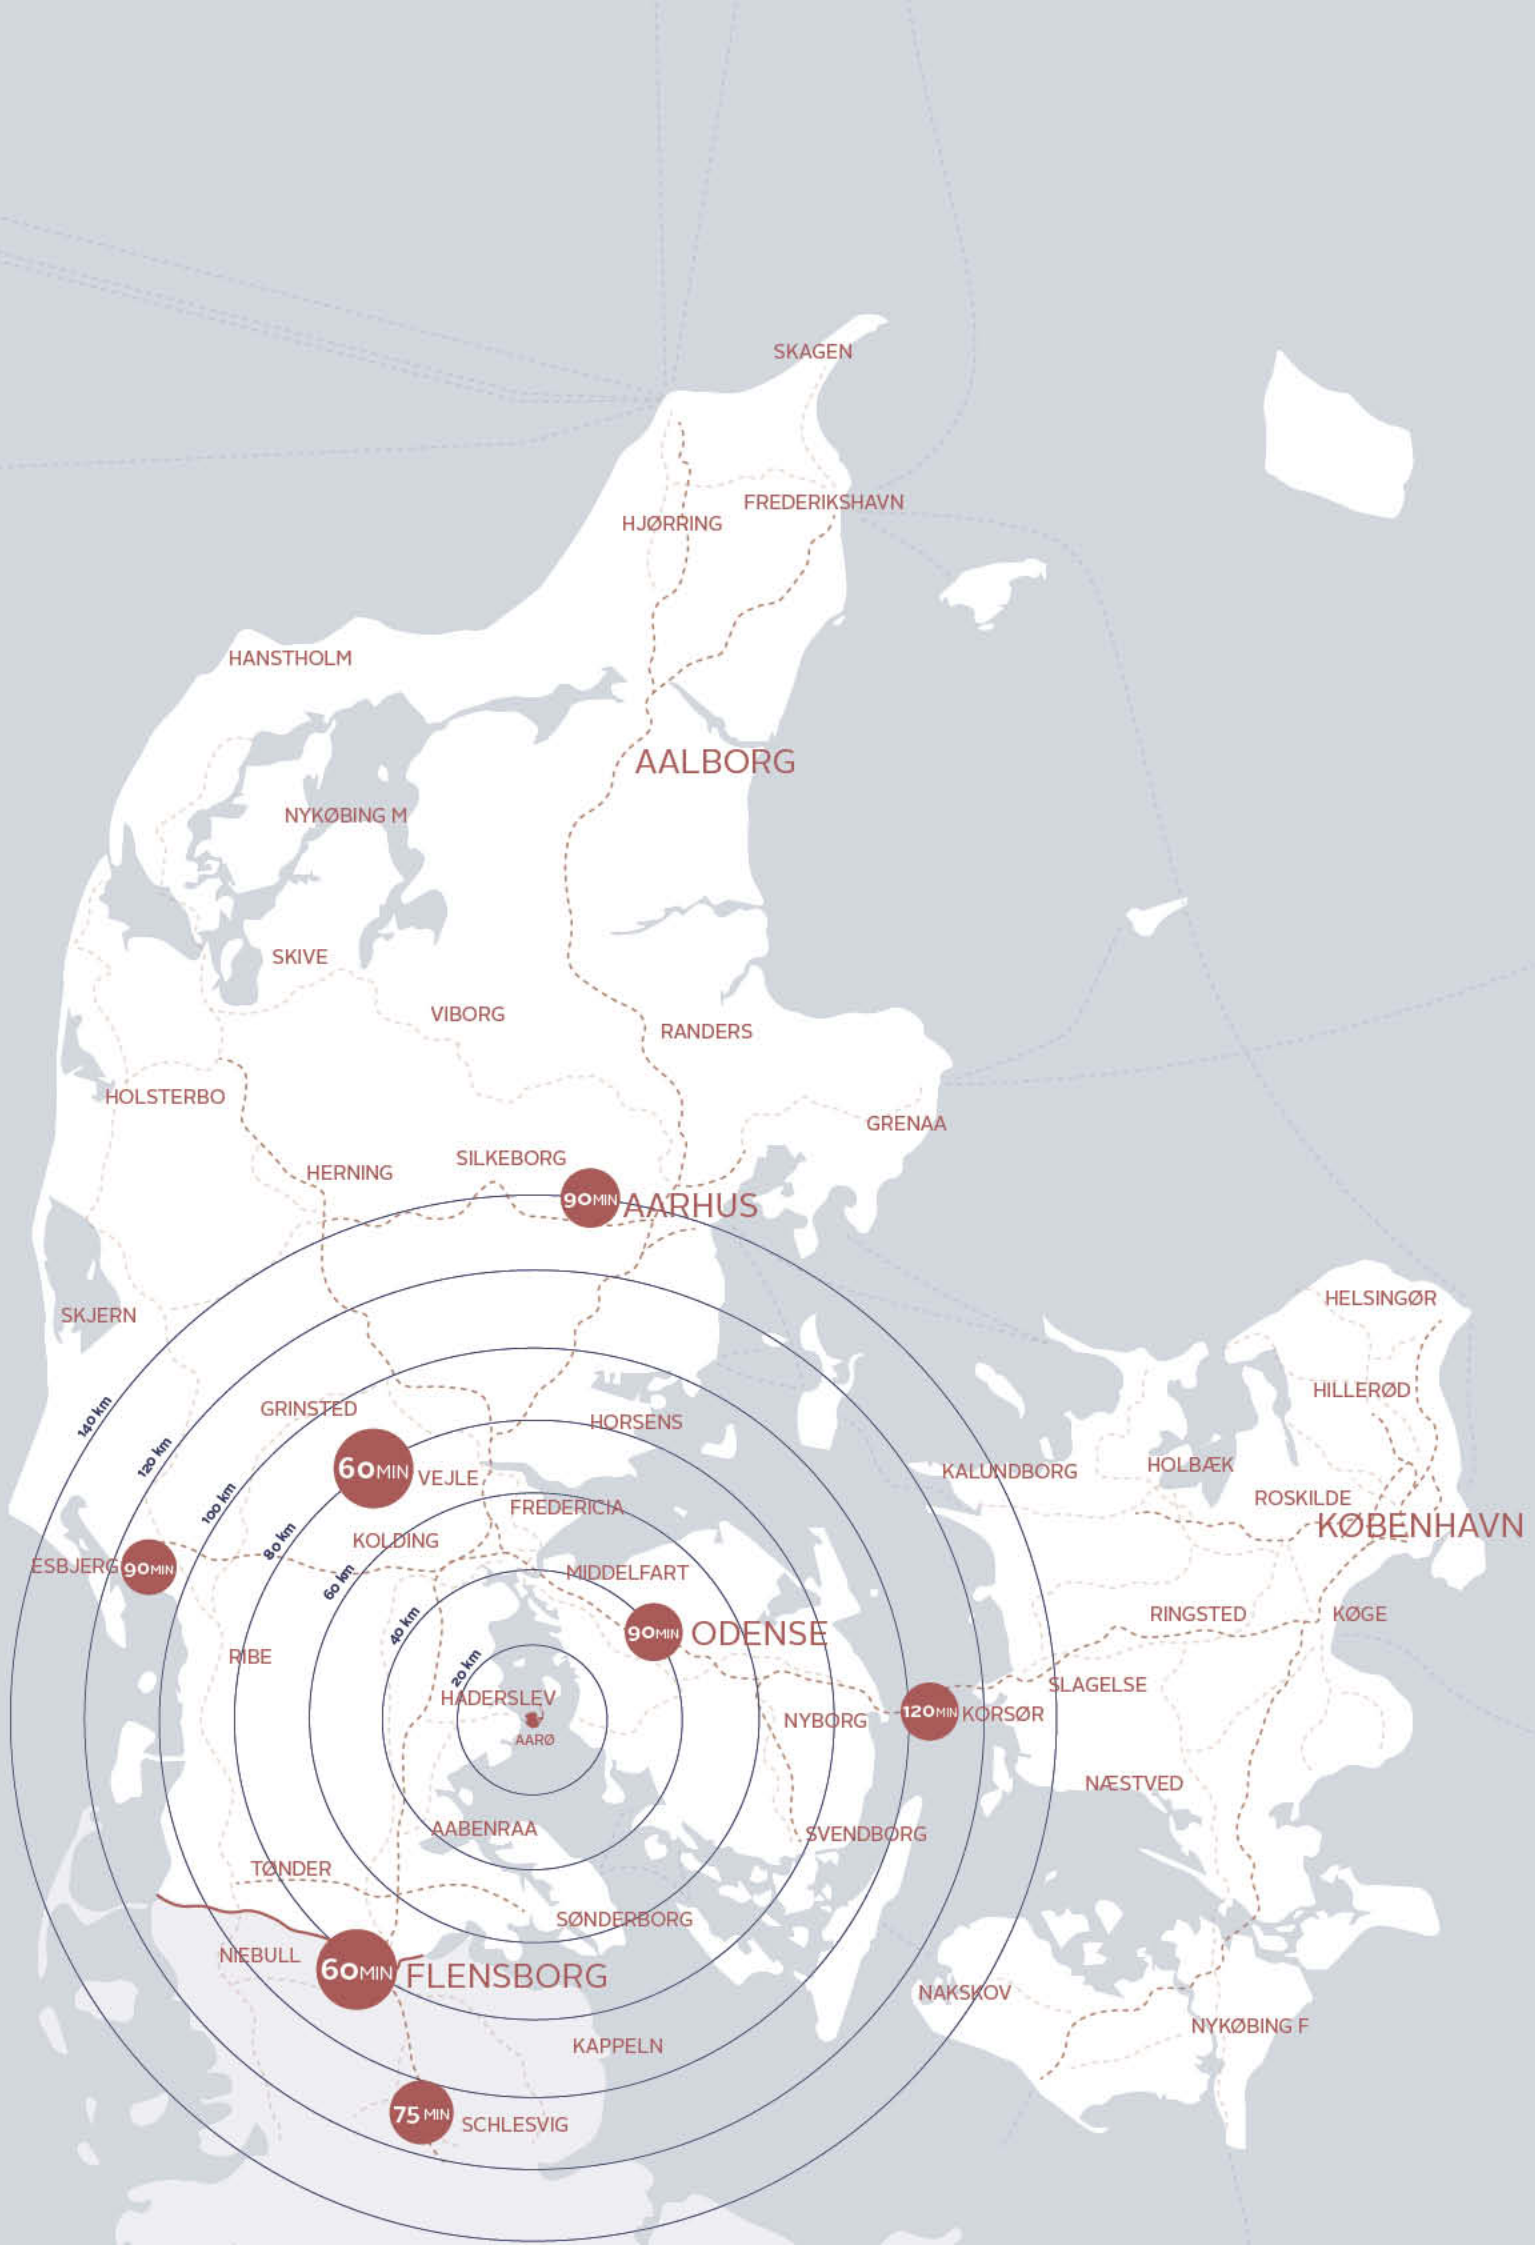 SKAGEN
FREDERIKSHAVN
HJØRRING
HANSTHOLM
AALBORG
NYKØBING M
SKIVE
VIBORG
RANDERS
HOLSTERBO
GRENAA
SILKEBORG
HERNING
90MIN AARHUS
HELSINGØR
SKJERN
HILLERØD
140 km
GRINSTED
HORSENS
120 km
60MIN VEJLE
KALUNDBORG
HOLBÆK
100 km
ROSKILDE
FREDERICIA
KØBENHAVN
80 km
KOLDING
ESBJERG 90MIN
60 km
MIDDELFART
40 km
RINGSTED
KØGE
90MIN ODENSE
RIBE
20 km
SLAGELSE
HADERSLEV
120MIN KORSØR
NYBORG
AARØ
NÆSTVED
AABENRAA
SVENDBORG
TØNDER
SØNDERBORG
NIEBULL
60MIN FLENSBORG
NAKSKOV
NYKØBING F
KAPPELN
75 MIN SCHLESVIG